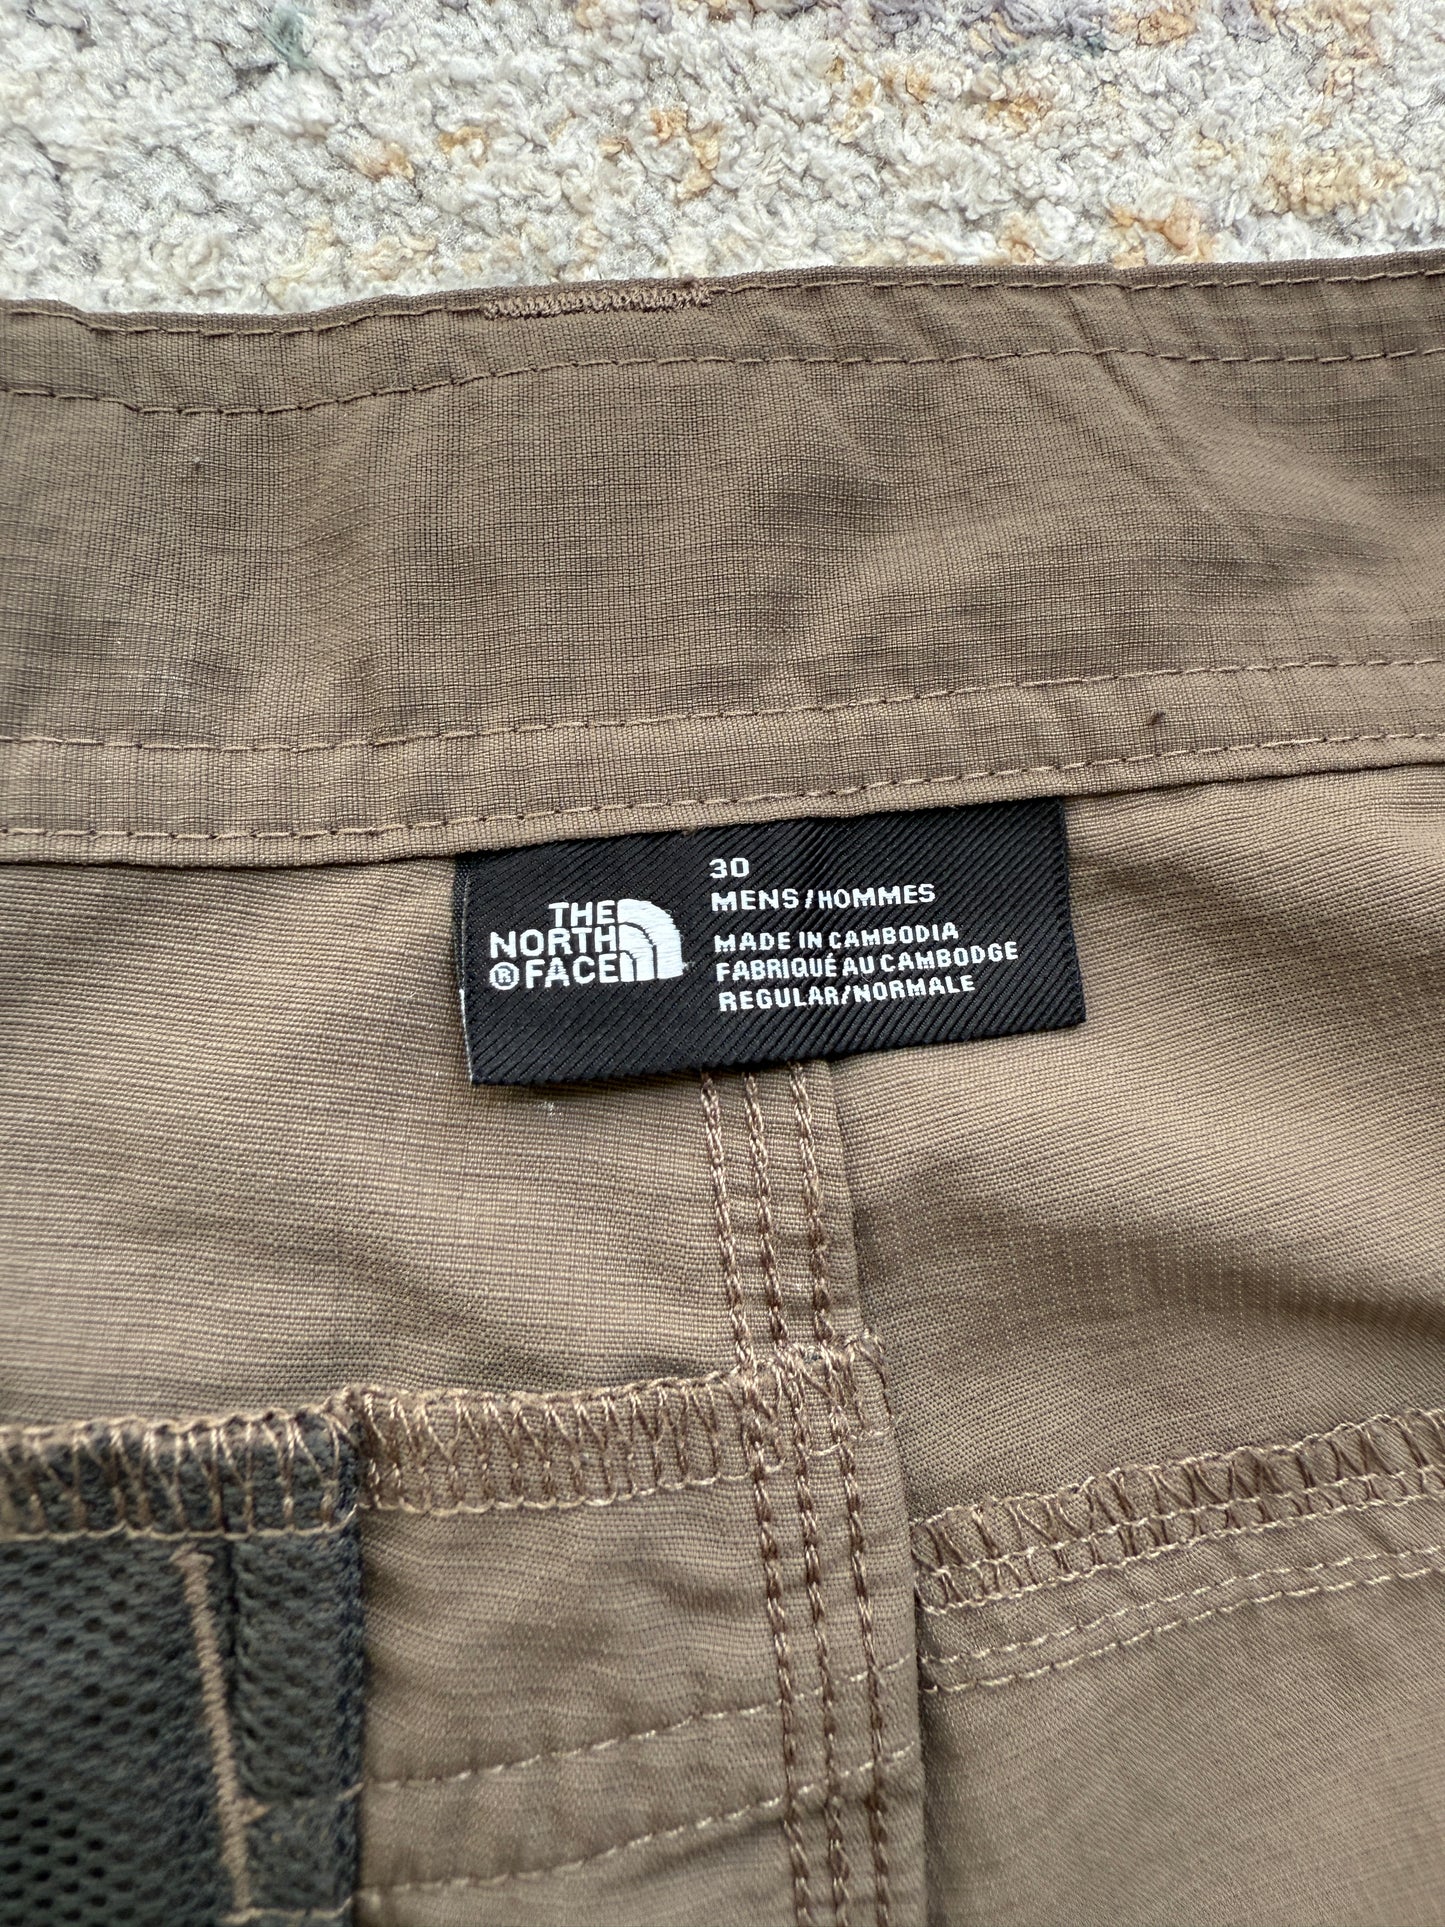 THE
NORTH
® FACE
30
MENS/HOMMES
MADE IN CAMBODIA
FABRIQUÉ AU CAMBODGE
REGULAR/NORMALE